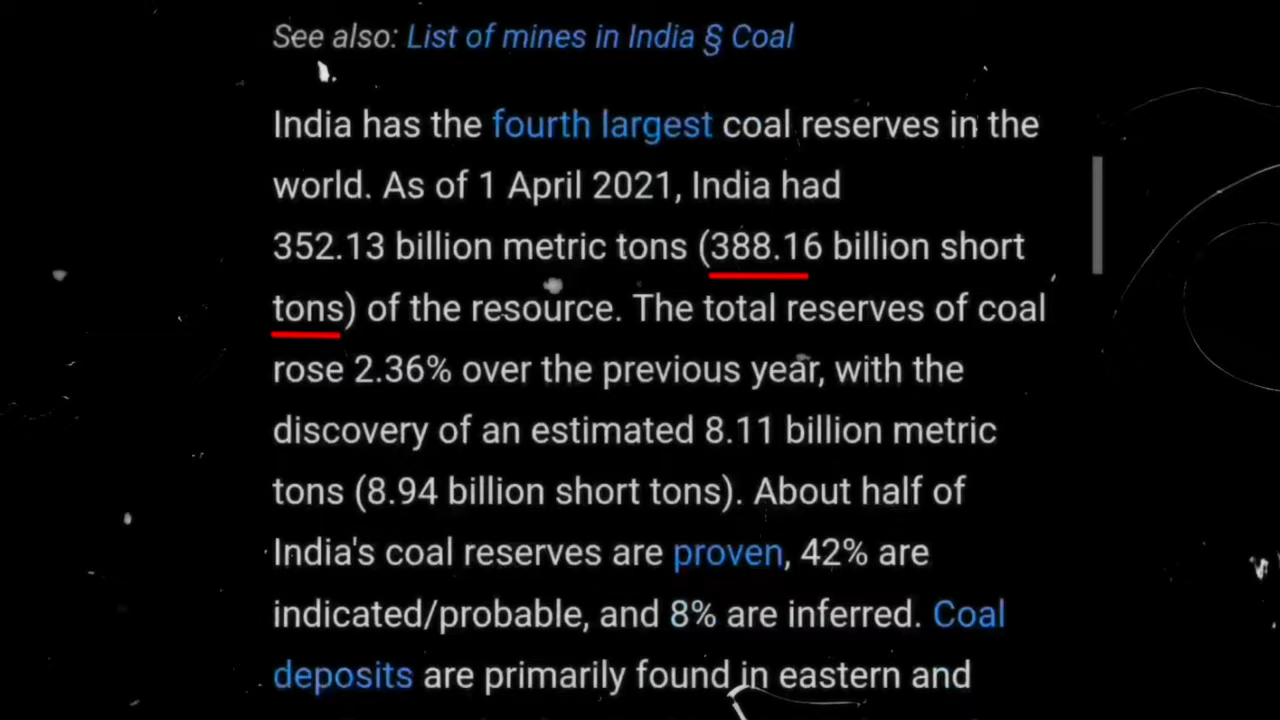 See also: List of mines in India § Coal
India has the fourth largest coal reserves in the
world. As of 1 April 2021, India had
352.13 billion metric tons (388.16 billion short
tons) of the resource. The total reserves of coal
rose 2.36% over the previous year, with the
discovery of an estimated 8.11 billion metric
tons (8.94 billion short tons). About half of
India's coal reserves are proven, 42% are
indicated/probable, and 8% are inferred. Coal
deposits are primarily found in eastern and